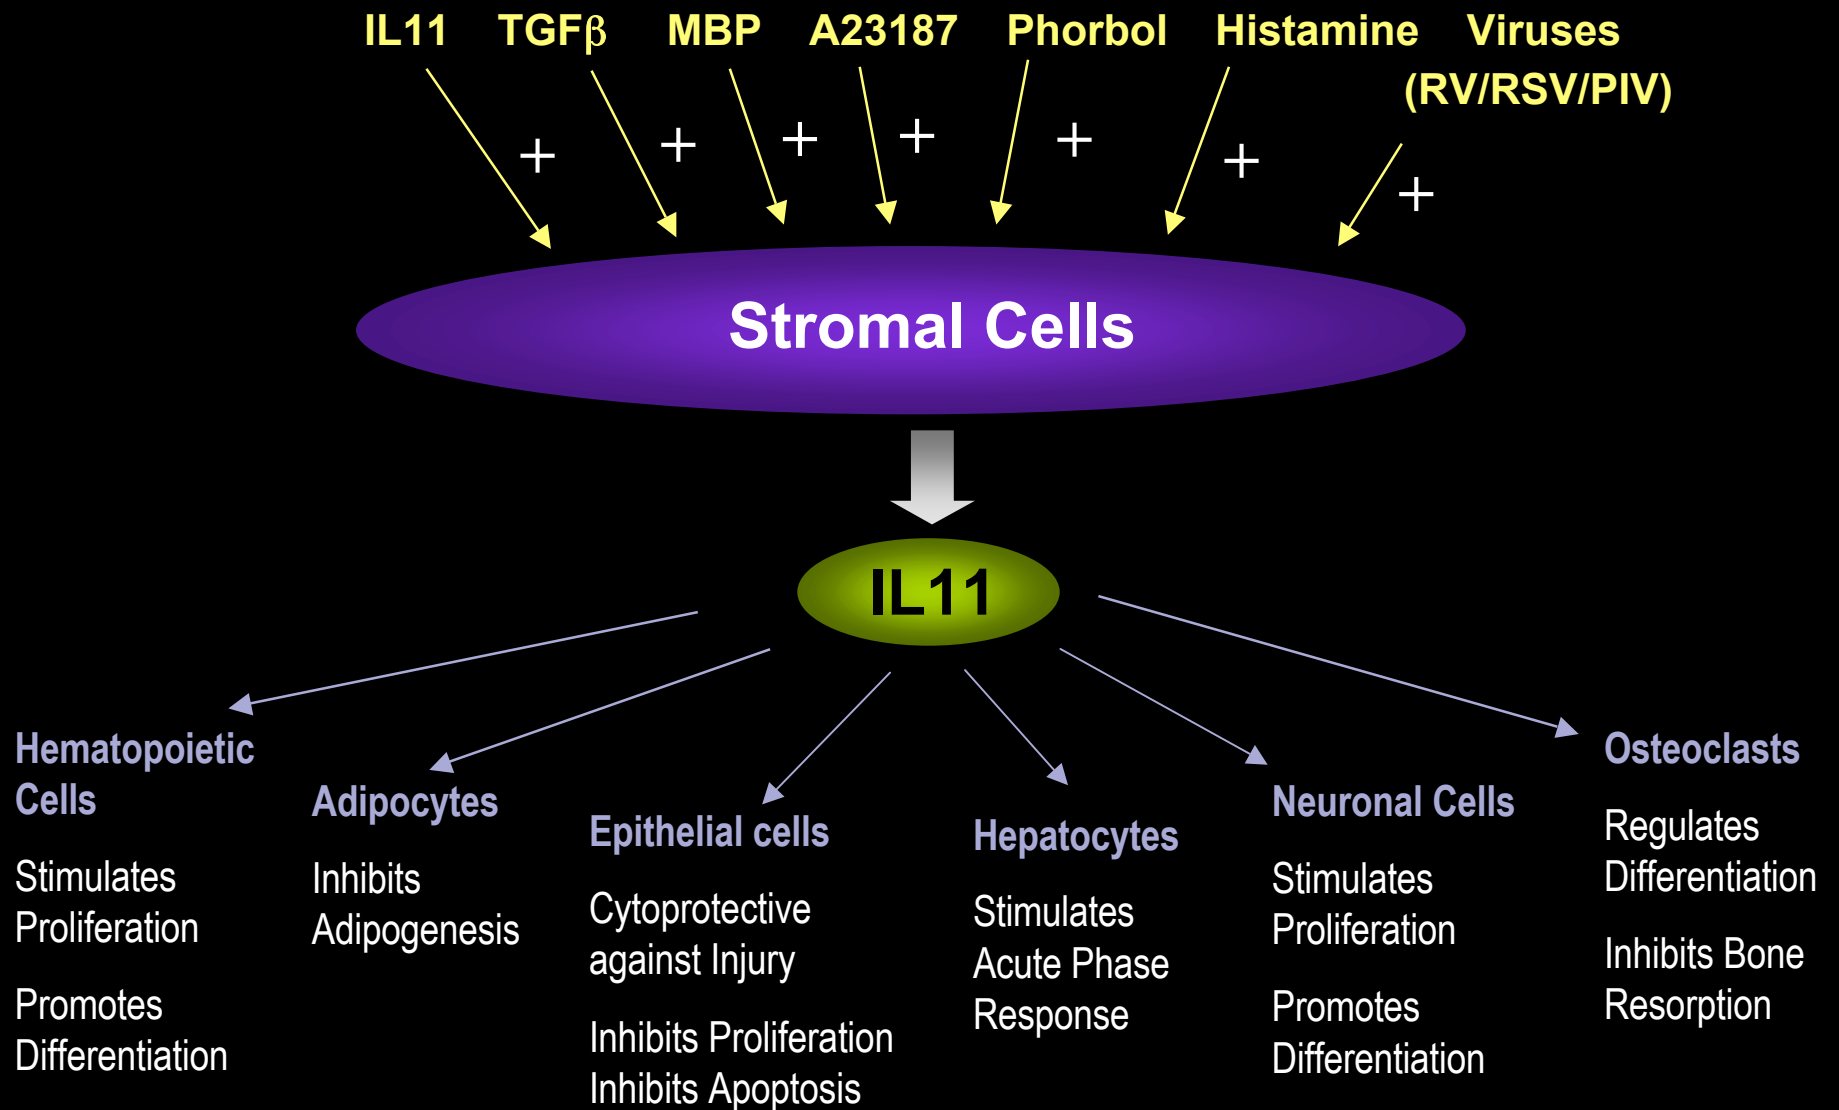 IL11 TGFβ MBP A23187 Phorbol Histamine Viruses
(RV/RSV/PIV)
+ + + + + + +
Stromal Cells
IL11
Hematopoietic
Cells
Stimulates
Proliferation
Promotes
Differentiation
Adipocytes
Inhibits
Adipogenesis
Epithelial cells
Cytoprotective
against Injury
Inhibits Proliferation
Inhibits Apoptosis
Hepatocytes
Stimulates
Acute Phase
Response
Neuronal Cells
Stimulates
Proliferation
Promotes
Differentiation
Osteoclasts
Regulates
Differentiation
Inhibits Bone
Resorption